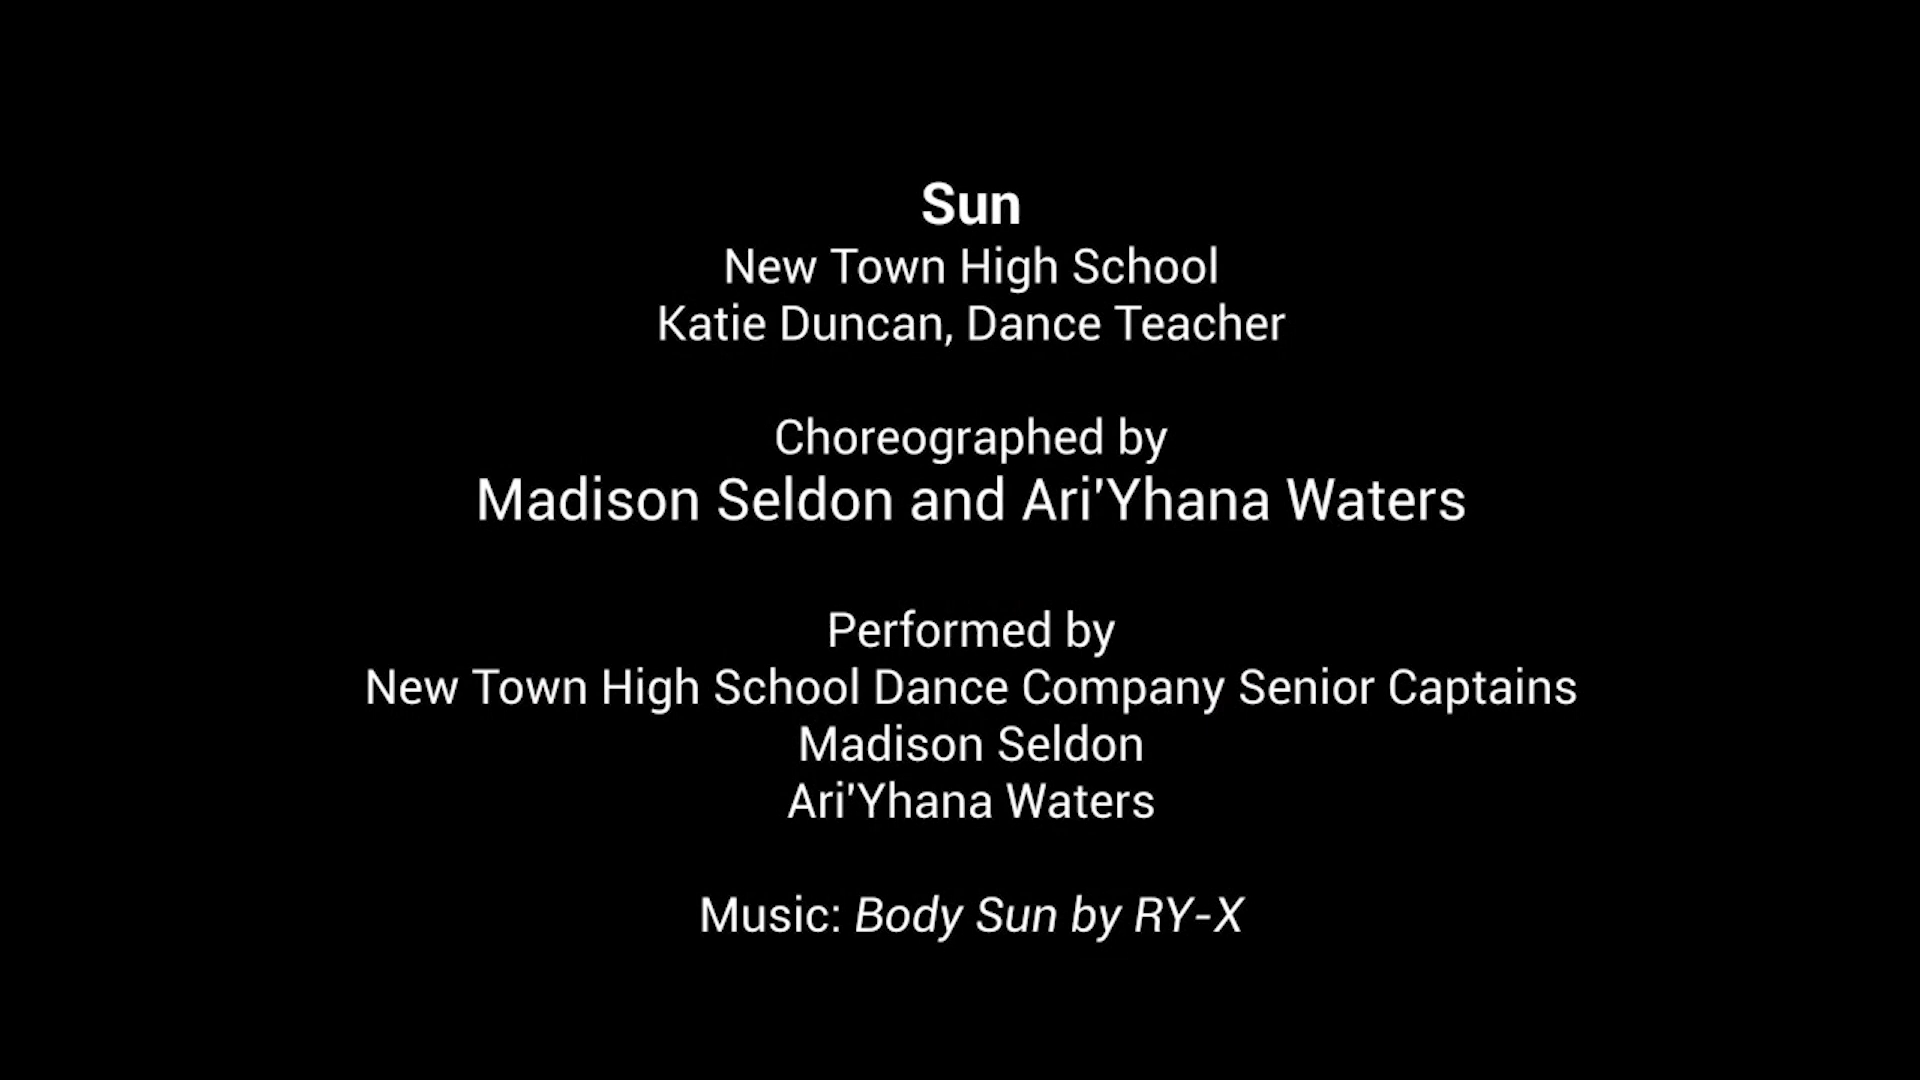 Sun
New Town High School
Katie Duncan, Dance Teacher
Choreographed by
Madison Seldon and Ari'Yhana Waters
Performed by
New Town High School Dance Company Senior Captains
Madison Seldon
Ari'Yhana Waters
Music: Body Sun by RY-X